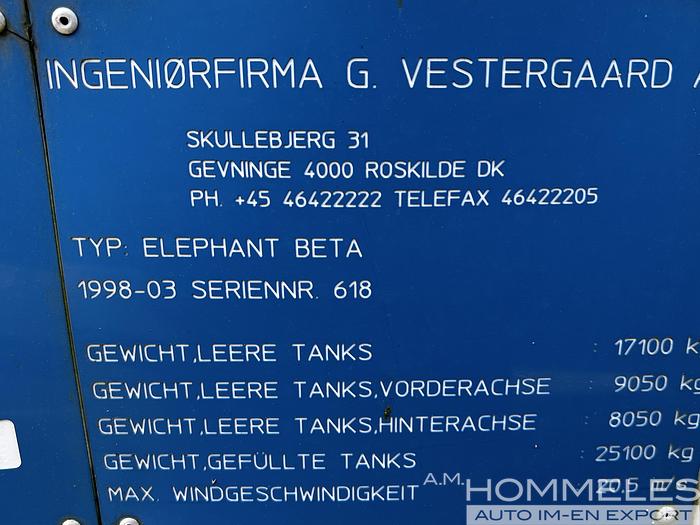 INGENIØRFIRMA G. VESTERGAARD
SKULLEBJERG 31
GEVNINGE 4000 ROSKILDE DK
PH. +45 46422222 TELEFAX 46422205
TYP: ELEPHANT BETA
1998-03 SERIENNR. 618
GEWICHT,LEERE TANKS : 17100 k
GEWICHT,LEERE TANKS,VORDERACHSE : 9050 kg
GEWICHT,LEERE TANKS,HINTERACHSE : 8050 kg
GEWICHT,GEFÜLLTE TANKS : 25100 kg
MAX. WINDGESCHWINDIGKEIT : 20.5 m/s
A.M. HOMMELES
AUTO IM-EN EXPORT